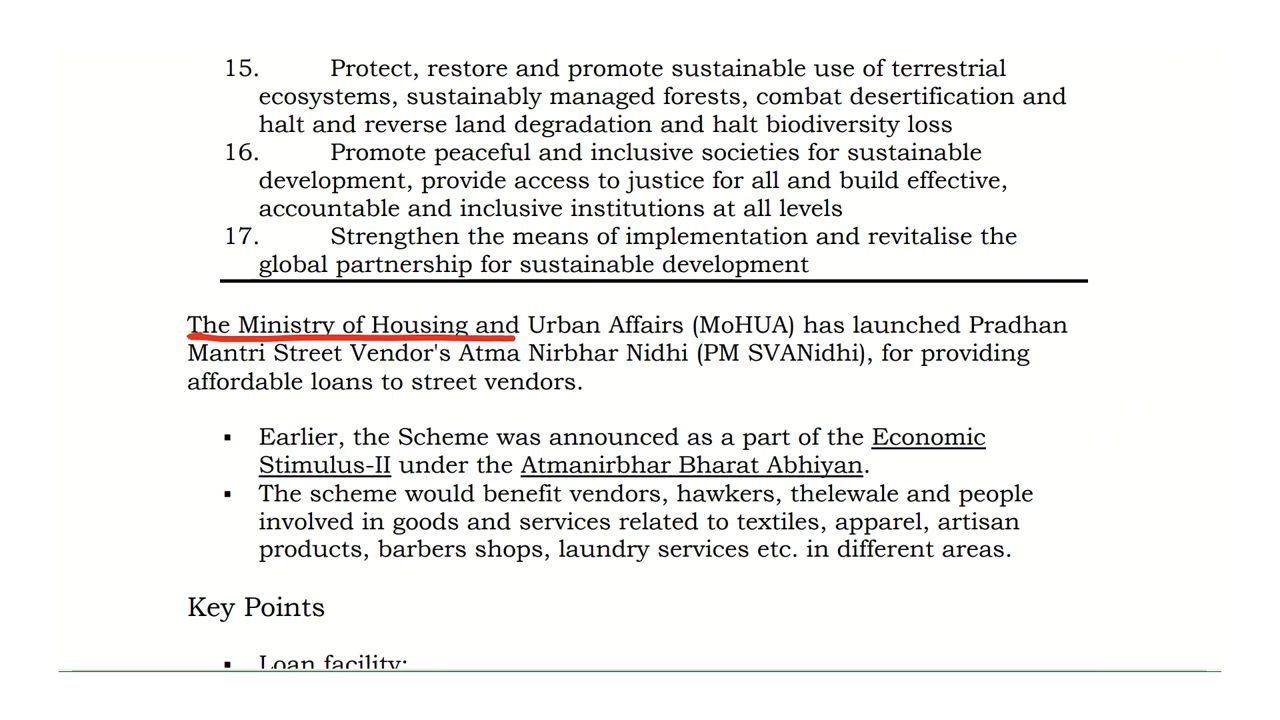 15. Protect, restore and promote sustainable use of terrestrial
ecosystems, sustainably managed forests, combat desertification and
halt and reverse land degradation and halt biodiversity loss
16. Promote peaceful and inclusive societies for sustainable
development, provide access to justice for all and build effective,
accountable and inclusive institutions at all levels
17. Strengthen the means of implementation and revitalise the
global partnership for sustainable development
The Ministry of Housing and Urban Affairs (MoHUA) has launched Pradhan
Mantri Street Vendor's Atma Nirbhar Nidhi (PM SVANidhi), for providing
affordable loans to street vendors.
▪ Earlier, the Scheme was announced as a part of the Economic
Stimulus-II under the Atmanirbhar Bharat Abhiyan.
▪ The scheme would benefit vendors, hawkers, thelewale and people
involved in goods and services related to textiles, apparel, artisan
products, barbers shops, laundry services etc. in different areas.
Key Points
▪ Loan facility: